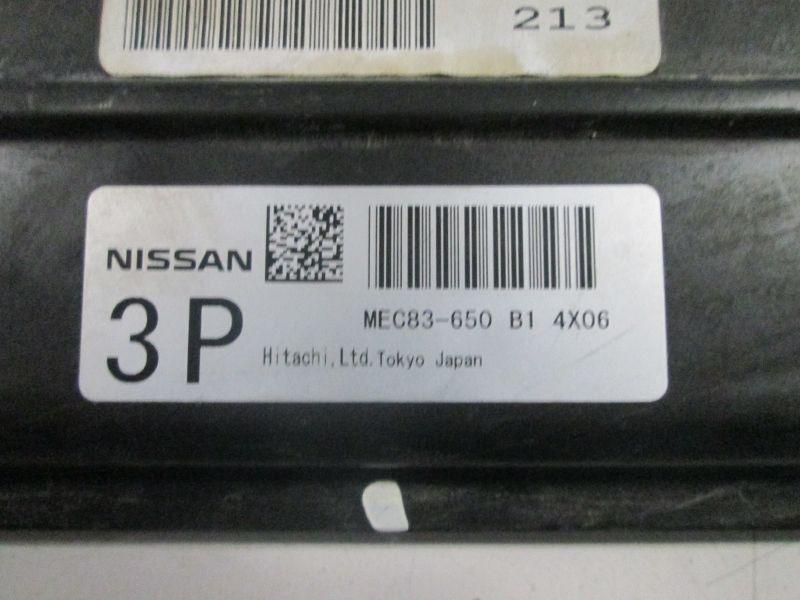 213
NISSAN
MEC83-650 B1 4X06
3P
Hitachi,Ltd.Tokyo Japan